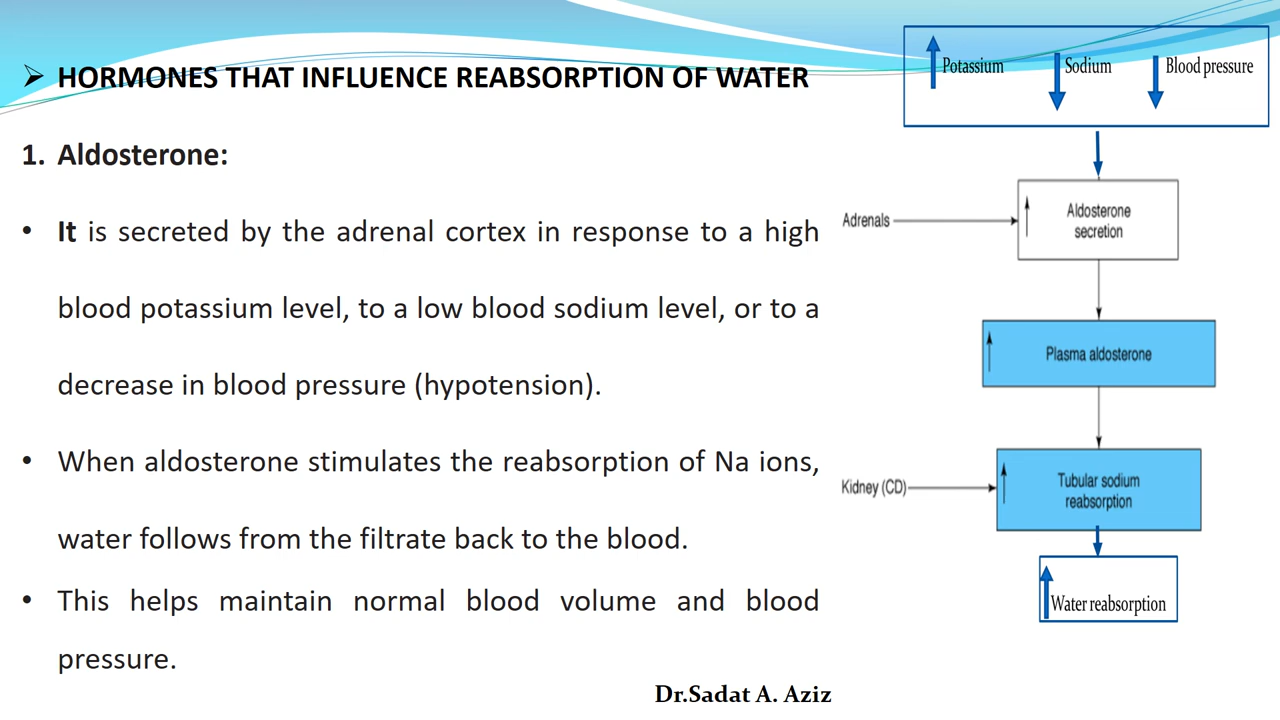 ➢ HORMONES THAT INFLUENCE REABSORPTION OF WATER
1. Aldosterone:
• It is secreted by the adrenal cortex in response to a high
blood potassium level, to a low blood sodium level, or to a
decrease in blood pressure (hypotension).
• When aldosterone stimulates the reabsorption of Na ions,
water follows from the filtrate back to the blood.
• This helps maintain normal blood volume and blood
pressure.
Potassium Sodium Blood pressure
Adrenals
Aldosterone
secretion
Plasma aldosterone
Kidney (CD)
Tubular sodium
reabsorption
Water reabsorption
Dr.Sadat A. Aziz